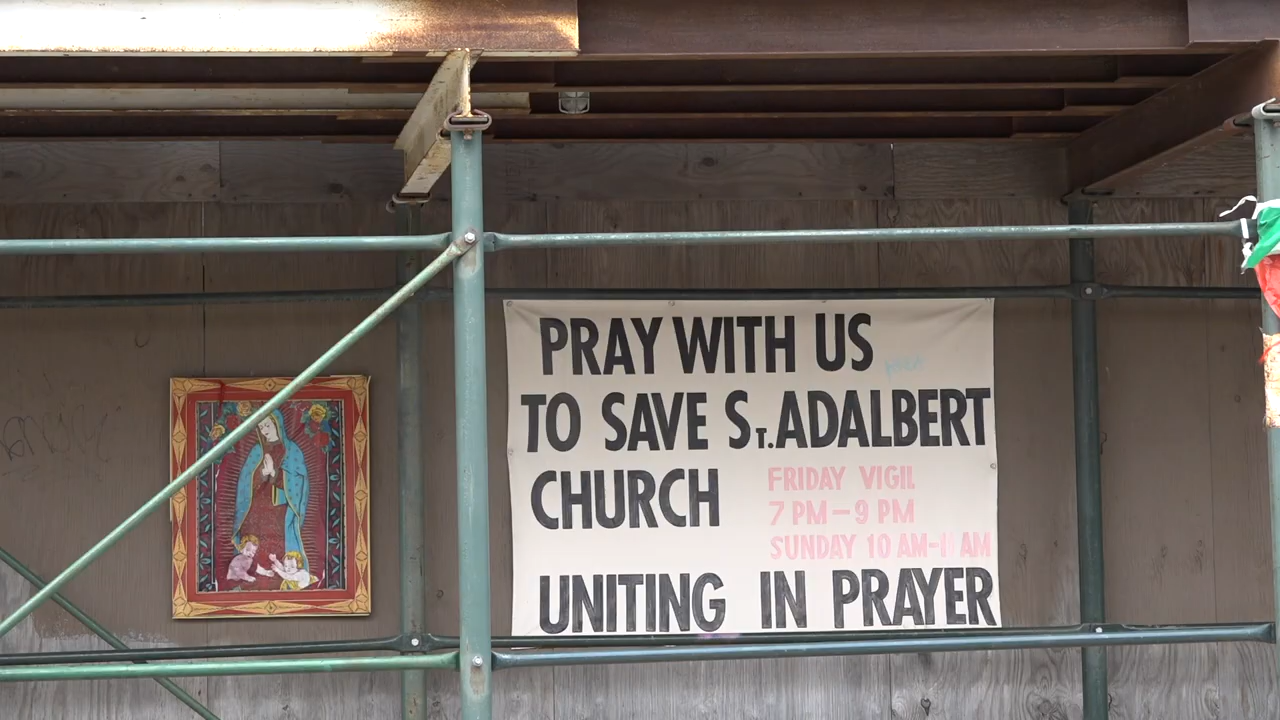 PRAY WITH US
TO SAVE ST. ADALBERT
CHURCH
FRIDAY VIGIL
7 PM - 9 PM
SUNDAY 10 AM - 11 AM
UNITING IN PRAYER